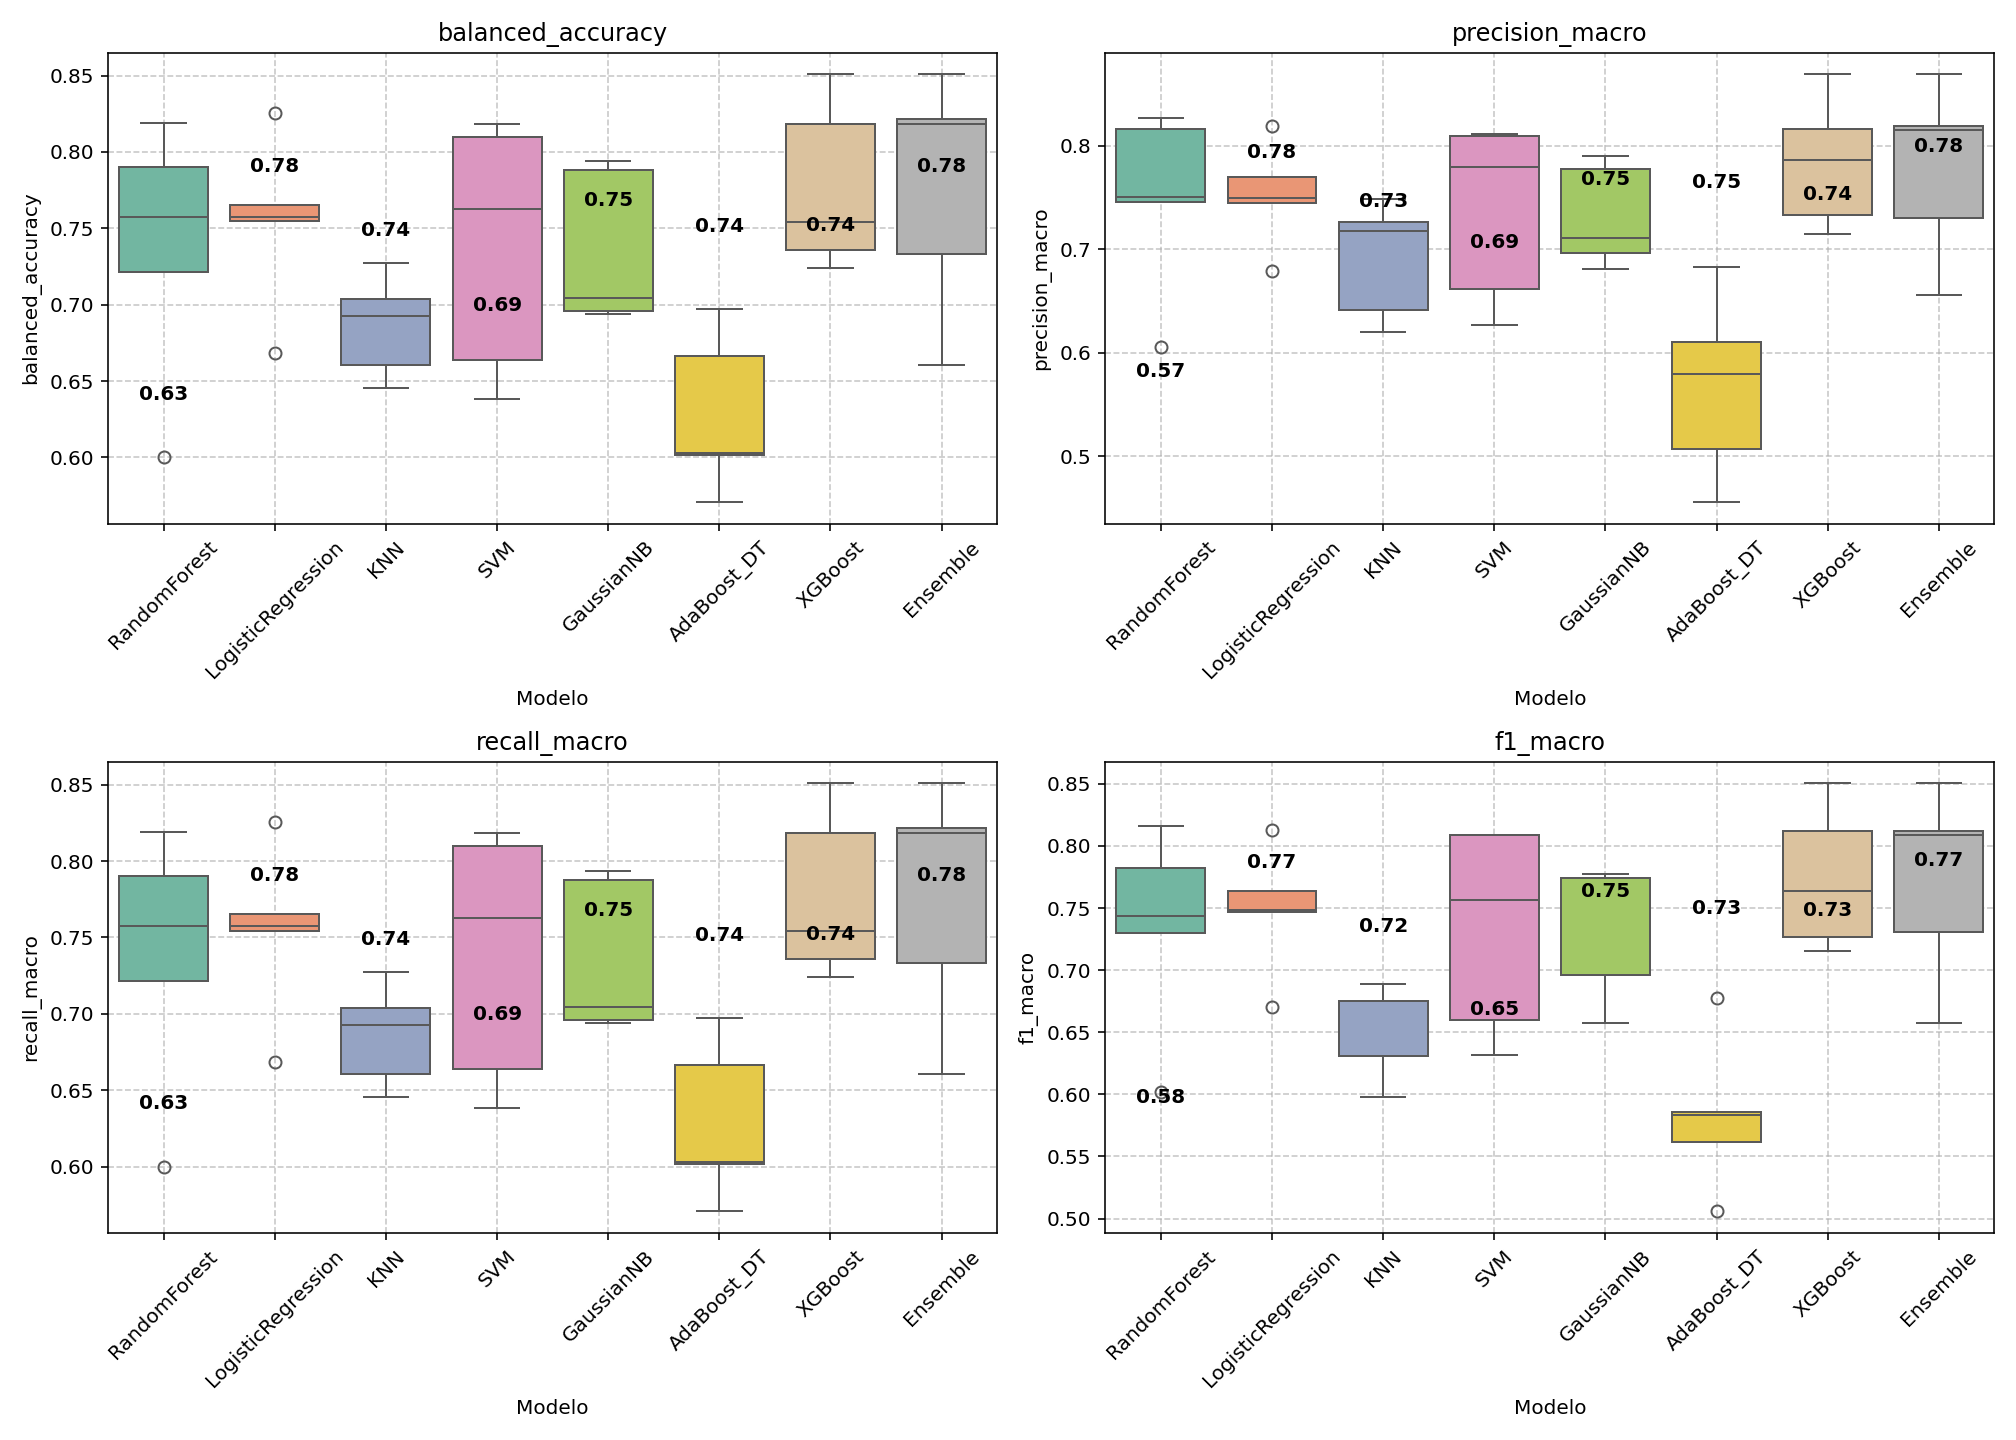 balanced_accuracy
balanced_accuracy
0.85
0.80
0.75
0.70
0.65
0.60
0.63
0.78
0.74
0.69
0.75
0.74
0.74
0.78
RandomForest
LogisticRegression
KNN
SVM
GaussianNB
AdaBoost_DT
XGBoost
Ensemble
Modelo
precision_macro
precision_macro
0.8
0.7
0.6
0.5
0.57
0.78
0.73
0.69
0.75
0.75
0.74
0.78
RandomForest
LogisticRegression
KNN
SVM
GaussianNB
AdaBoost_DT
XGBoost
Ensemble
Modelo
recall_macro
recall_macro
0.85
0.80
0.75
0.70
0.65
0.60
0.63
0.78
0.74
0.69
0.75
0.74
0.74
0.78
RandomForest
LogisticRegression
KNN
SVM
GaussianNB
AdaBoost_DT
XGBoost
Ensemble
Modelo
f1_macro
f1_macro
0.85
0.80
0.75
0.70
0.65
0.60
0.55
0.50
0.58
0.77
0.72
0.65
0.75
0.73
0.73
0.77
RandomForest
LogisticRegression
KNN
SVM
GaussianNB
AdaBoost_DT
XGBoost
Ensemble
Modelo